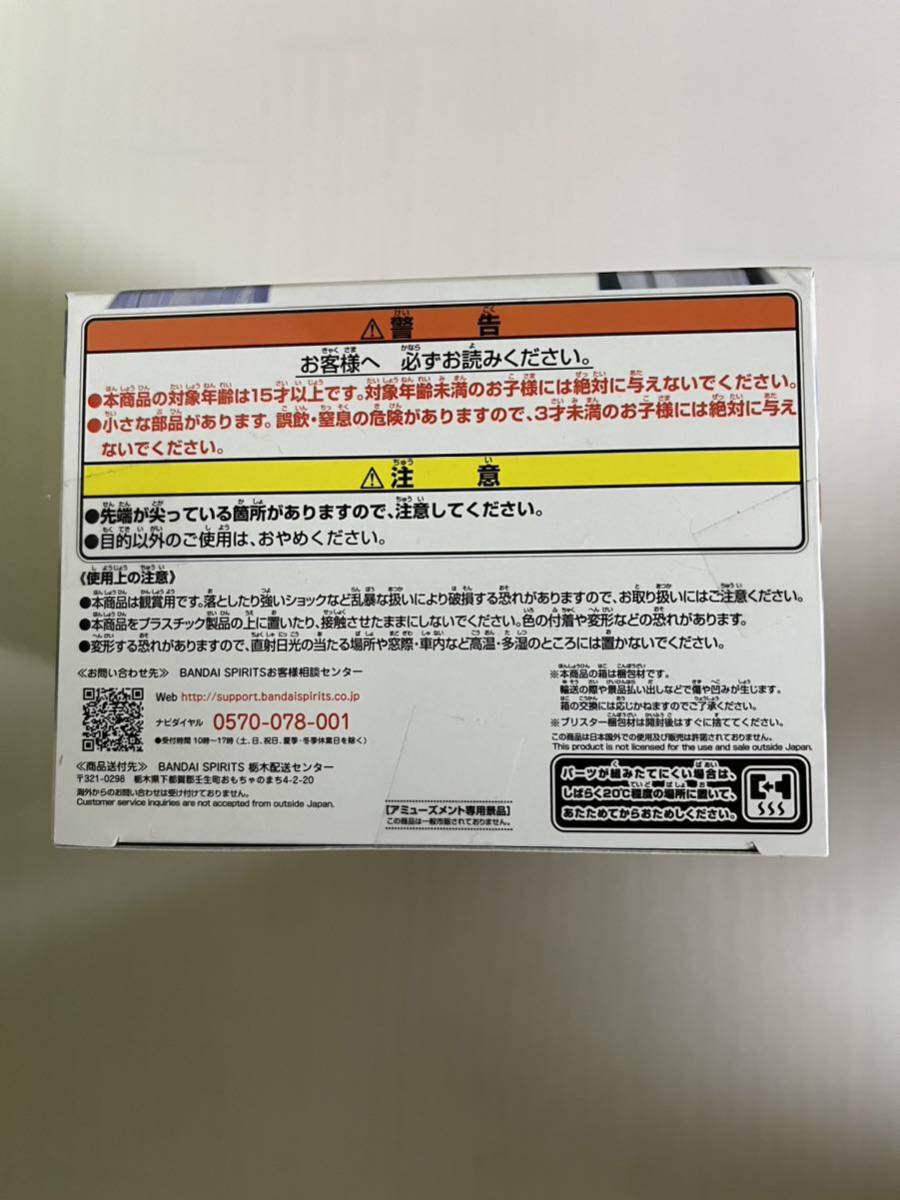 ⚠警告
お客様へ 必ずお読みください。
●本商品の対象年齢は15才以上です。対象年齢未満のお子様には絶対に与えないでください。
●小さな部品があります。誤飲・窒息の危険がありますので、3才未満のお子様には絶対に与え
ないでください。
⚠注意
●先端が尖っている箇所がありますので、注意してください。
●目的以外のご使用は、おやめください。
《使用上の注意》
●本商品は観賞用です。落としたり強いショックなど乱暴な扱いにより破損する恐れがありますので、お取り扱いにはご注意ください。
●本商品をプラスチック製品の上に置いたり、接触させたままにしないでください。色の付着や変形などの恐れがあります。
●変形する恐れがありますので、直射日光の当たる場所や窓際・車内など高温・多湿のところには置かないでください。
≪お問い合わせ先≫ BANDAI SPIRITSお客様相談センター
Web http://support.bandaispirits.co.jp
ナビダイヤル 0570-078-001
●受付時間 10時〜17時（土、日、祝日、夏季・冬季休業日を除く）
≪商品送付先≫ BANDAI SPIRITS 栃木配送センター
〒321-0298 栃木県下都賀郡壬生町おもちゃのまち4-2-20
海外からのお問い合わせは受け付けておりません。
Customer service inquiries are not accepted from outside Japan.
[アミューズメント専用景品]
この商品は一般市販されておりません。
※本商品の箱は梱包材です。
輸送の際や景品払い出しなどで傷や凹みが生じます。
箱の交換には応じかねますのでご了承ください。
※ブリスター梱包材は開封後はすぐに捨ててください。
この商品は日本国外での使用及び販売は許諾されておりません。
This product is not licensed for the use and sale outside Japan.
パーツが組みたてにくい場合は、
しばらく20℃程度の場所に置いて、
あたためてからおためしください。